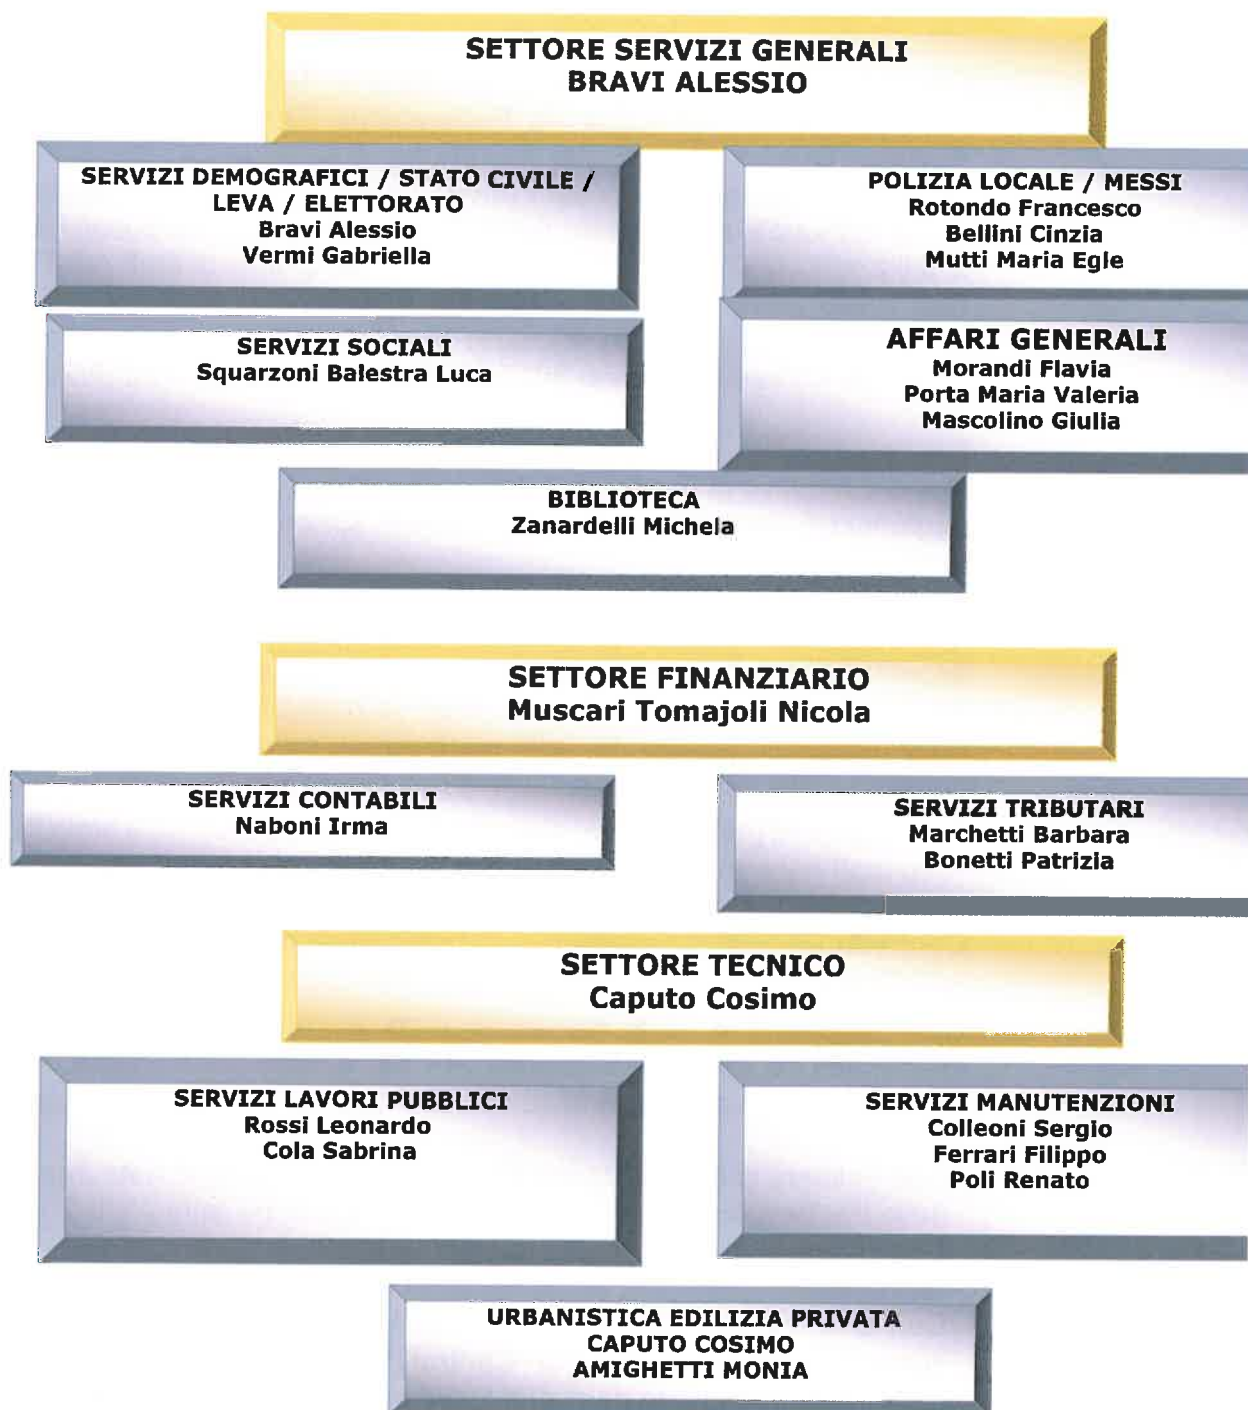 SETTORE SERVIZI GENERALI
BRAVI ALESSIO
SERVIZI DEMOGRAFICI / STATO CIVILE /
LEVA / ELETTORATO
Bravi Alessio
Vermi Gabriella
POLIZIA LOCALE / MESSI
Rotondo Francesco
Bellini Cinzia
Mutti Maria Egle
SERVIZI SOCIALI
Squarzoni Balestra Luca
AFFARI GENERALI
Morandi Flavia
Porta Maria Valeria
Mascolino Giulia
BIBLIOTECA
Zanardelli Michela
SETTORE FINANZIARIO
Muscari Tomajoli Nicola
SERVIZI CONTABILI
Naboni Irma
SERVIZI TRIBUTARI
Marchetti Barbara
Bonetti Patrizia
SETTORE TECNICO
Caputo Cosimo
SERVIZI LAVORI PUBBLICI
Rossi Leonardo
Cola Sabrina
SERVIZI MANUTENZIONI
Colleoni Sergio
Ferrari Filippo
Poli Renato
URBANISTICA EDILIZIA PRIVATA
CAPUTO COSIMO
AMIGHETTI MONIA